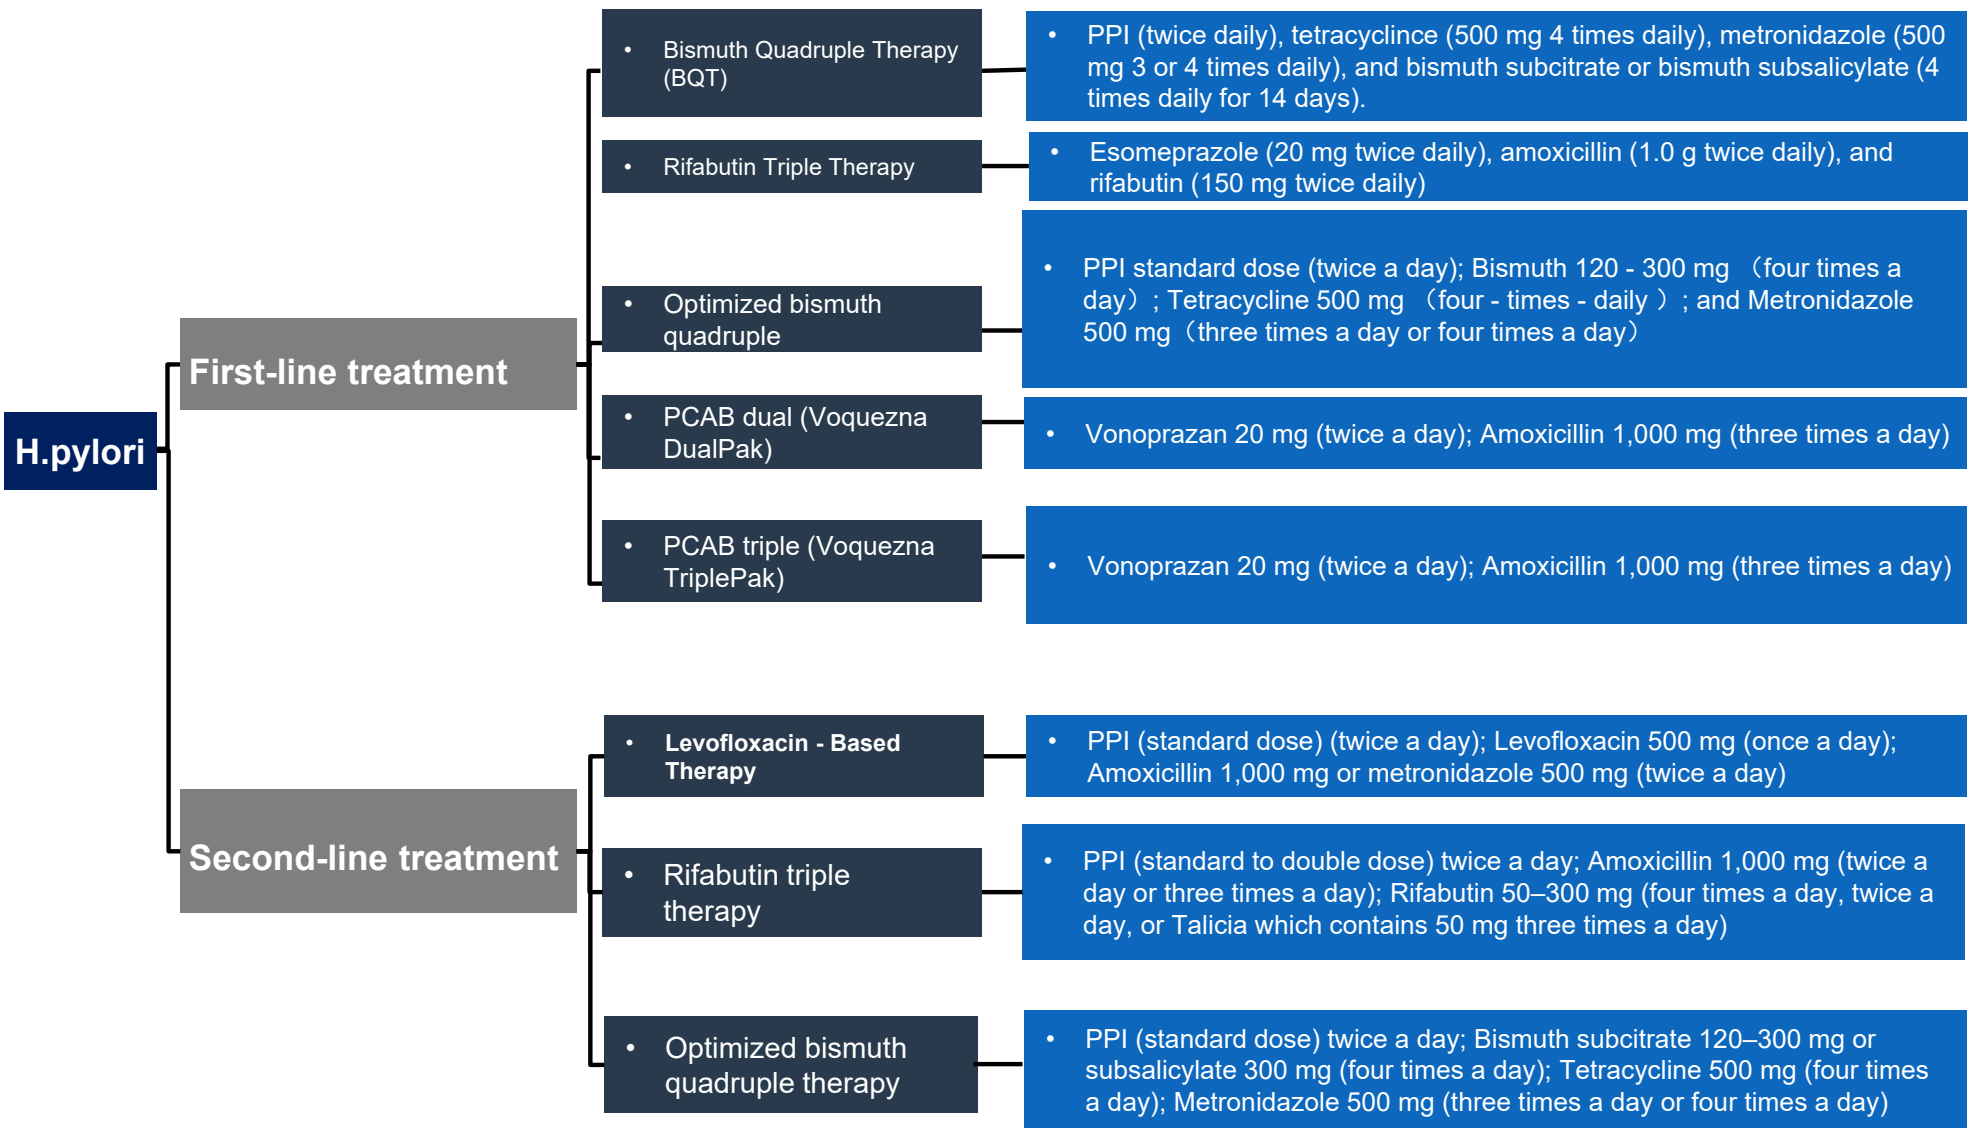 H.pylori
First-line treatment
• Bismuth Quadruple Therapy
(BQT)
• PPI (twice daily), tetracyclince (500 mg 4 times daily), metronidazole (500
mg 3 or 4 times daily), and bismuth subcitrate or bismuth subsalicylate (4
times daily for 14 days).
• Rifabutin Triple Therapy
• Esomeprazole (20 mg twice daily), amoxicillin (1.0 g twice daily), and
rifabutin (150 mg twice daily)
• Optimized bismuth
quadruple
• PPI standard dose (twice a day); Bismuth 120 - 300 mg （four times a
day）; Tetracycline 500 mg （four - times - daily ）; and Metronidazole
500 mg（three times a day or four times a day）
• PCAB dual (Voquezna
DualPak)
• Vonoprazan 20 mg (twice a day); Amoxicillin 1,000 mg (three times a day)
• PCAB triple (Voquezna
TriplePak)
• Vonoprazan 20 mg (twice a day); Amoxicillin 1,000 mg (three times a day)
Second-line treatment
• Levofloxacin - Based
Therapy
• PPI (standard dose) (twice a day); Levofloxacin 500 mg (once a day);
Amoxicillin 1,000 mg or metronidazole 500 mg (twice a day)
• Rifabutin triple
therapy
• PPI (standard to double dose) twice a day; Amoxicillin 1,000 mg (twice a
day or three times a day); Rifabutin 50–300 mg (four times a day, twice a
day, or Talicia which contains 50 mg three times a day)
• Optimized bismuth
quadruple therapy
• PPI (standard dose) twice a day; Bismuth subcitrate 120–300 mg or
subsalicylate 300 mg (four times a day); Tetracycline 500 mg (four times
a day); Metronidazole 500 mg (three times a day or four times a day)